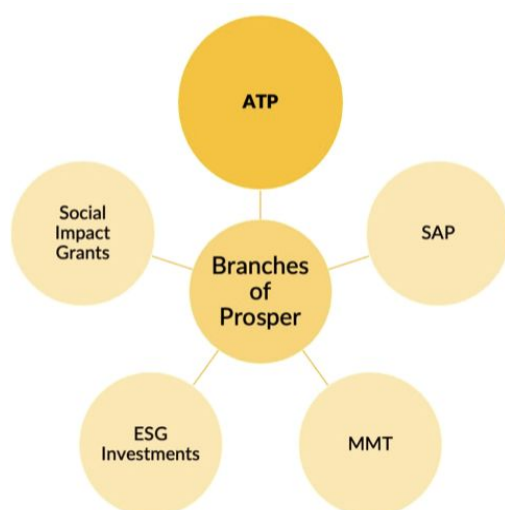 ATP
Social
Impact
Grants
SAP
Branches
of
Prosper
ESG
Investments
MMT